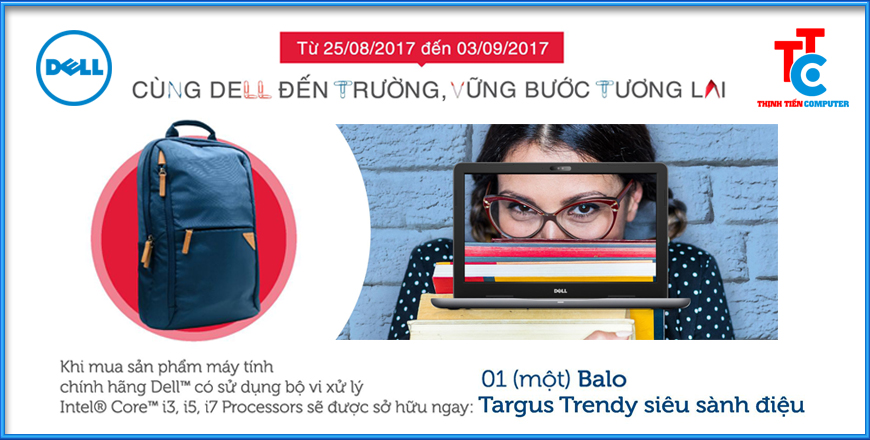 DELL
Từ 25/08/2017 đến 03/09/2017
TTC
THỊNH TIẾN COMPUTER
CÙNG DELL ĐẾN TRƯỜNG, VỮNG BƯỚC TƯƠNG LAI
DELL
Khi mua sản phẩm máy tính
chính hãng Dell™ có sử dụng bộ vi xử lý
Intel® Core™ i3, i5, i7 Processors sẽ được sở hữu ngay:
01 (một) Balo
Targus Trendy siêu sành điệu